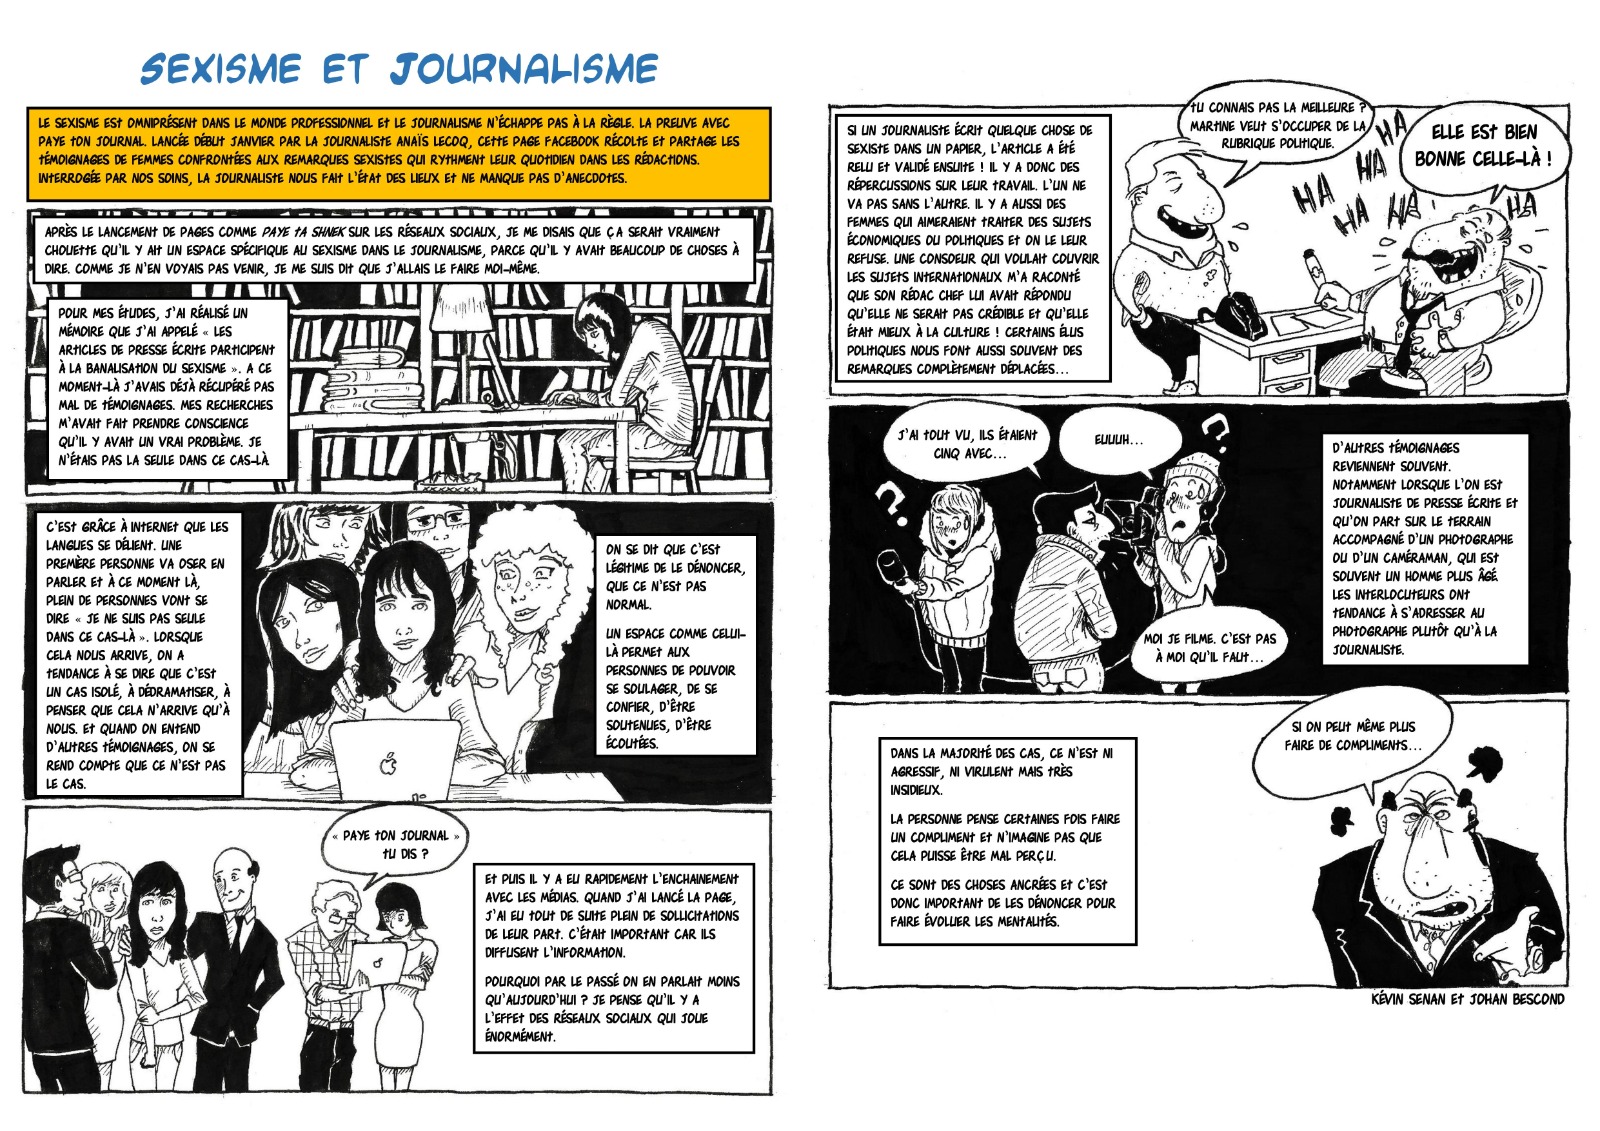 SEXISME ET JOURNALISME
LE SEXISME EST OMNIPRÉSENT DANS LE MONDE PROFESSIONNEL ET LE JOURNALISME N'ÉCHAPPE PAS À LA RÈGLE. LA PREUVE AVEC
PAYE TON JOURNAL. LANCÉE DÉBUT JANVIER PAR LA JOURNALISTE ANAÏS LECOQ, CETTE PAGE FACEBOOK RÉCOLTE ET PARTAGE LES
TÉMOIGNAGES DE FEMMES CONFRONTÉES AUX REMARQUES SEXISTES QUI RYTHMENT LEUR QUOTIDIEN DANS LES RÉDACTIONS.
INTERROGÉE PAR NOS SOINS, LA JOURNALISTE NOUS FAIT L'ÉTAT DES LIEUX ET NE MANQUE PAS D'ANECDOTES.
APRÈS LE LANCEMENT DE PAGES COMME PAYE TA SHNEK SUR LES RÉSEAUX SOCIAUX, JE ME DISAIS QUE ÇA SERAIT VRAIMENT
CHOUETTE QU'IL Y AIT UN ESPACE SPÉCIFIQUE AU SEXISME DANS LE JOURNALISME, PARCE QU'IL Y AVAIT BEAUCOUP DE CHOSES À
DIRE. COMME JE N'EN VOYAIS PAS VENIR, JE ME SUIS DIT QUE J'ALLAIS LE FAIRE MOI-MÊME.
POUR MES ÉTUDES, J'AI RÉALISÉ UN
MÉMOIRE QUE J'AI APPELÉ « LES
ARTICLES DE PRESSE ÉCRITE PARTICIPENT
À LA BANALISATION DU SEXISME ». A CE
MOMENT-LÀ J'AVAIS DÉJÀ RÉCUPÉRÉ PAS
MAL DE TÉMOIGNAGES. MES RECHERCHES
M'AVAIT FAIT PRENDRE CONSCIENCE
QU'IL Y AVAIT UN VRAI PROBLÈME. JE
N'ÉTAIS PAS LA SEULE DANS CE CAS-LÀ.
C'EST GRÂCE À INTERNET QUE LES
LANGUES SE DÉLIENT. UNE
PREMIÈRE PERSONNE VA OSER EN
PARLER ET À CE MOMENT LÀ,
PLEIN DE PERSONNES VONT SE
DIRE « JE NE SUIS PAS SEULE
DANS CE CAS-LÀ ». LORSQUE
CELA NOUS ARRIVE, ON A
TENDANCE À SE DIRE QUE C'EST
UN CAS ISOLÉ, À DÉDRAMATISER, À
PENSER QUE CELA N'ARRIVE QU'À
NOUS. ET QUAND ON ENTEND
D'AUTRES TÉMOIGNAGES, ON SE
REND COMPTE QUE CE N'EST PAS
LE CAS.
ON SE DIT QUE C'EST
LÉGITIME DE LE DÉNONCER,
QUE CE N'EST PAS
NORMAL.
UN ESPACE COMME CELUI-
LÀ PERMET AUX
PERSONNES DE POUVOIR
SE SOULAGER, DE SE
CONFIER, D'ÊTRE
SOUTENUES, D'ÊTRE
ÉCOUTÉES.
« PAYE TON JOURNAL »
TU DIS ?
ET PUIS IL Y A EU RAPIDEMENT L'ENCHAINEMENT
AVEC LES MÉDIAS. QUAND J'AI LANCÉ LA PAGE,
J'AI EU TOUT DE SUITE PLEIN DE SOLLICITATIONS
DE LEUR PART. C'ÉTAIT IMPORTANT CAR ILS
DIFFUSENT L'INFORMATION.
POURQUOI PAR LE PASSÉ ON EN PARLAIT MOINS
QU'AUJOURD'HUI ? JE PENSE QU'IL Y A
L'EFFET DES RÉSEAUX SOCIAUX QUI JOUE
ÉNORMÉMENT.
SI UN JOURNALISTE ÉCRIT QUELQUE CHOSE DE
SEXISTE DANS UN PAPIER, L'ARTICLE A ÉTÉ
RELU ET VALIDÉ ENSUITE ! IL Y A DONC DES
RÉPERCUSSIONS SUR LEUR TRAVAIL. L'UN NE
VA PAS SANS L'AUTRE. IL Y A AUSSI DES
FEMMES QUI AIMERAIENT TRAITER DES SUJETS
ÉCONOMIQUES OU POLITIQUES ET ON LE LEUR
REFUSE. UNE CONSOEUR QUI VOULAIT COUVRIR
LES SUJETS INTERNATIONAUX M'A RACONTÉ
QUE SON RÉDAC CHEF LUI AVAIT RÉPONDU
QU'ELLE NE SERAIT PAS CRÉDIBLE ET QU'ELLE
ÉTAIT MIEUX À LA CULTURE ! CERTAINS ÉLUS
POLITIQUES NOUS FONT AUSSI SOUVENT DES
REMARQUES COMPLÈTEMENT DÉPLACÉES...
TU CONNAIS PAS LA MEILLEURE ?
MARTINE VEUT S'OCCUPER DE LA
RUBRIQUE POLITIQUE.
ELLE EST BIEN
BONNE CELLE-LÀ !
HA HA HA
HA HA HA HA
J'AI TOUT VU, ILS ÉTAIENT
CINQ AVEC...
EUUUH...
?
?
MOI JE FILME. C'EST PAS
À MOI QU'IL FAUT...
D'AUTRES TÉMOIGNAGES
REVIENNENT SOUVENT.
NOTAMMENT LORSQUE L'ON EST
JOURNALISTE DE PRESSE ÉCRITE ET
QU'ON PART SUR LE TERRAIN
ACCOMPAGNÉ D'UN PHOTOGRAPHE
OU D'UN CAMÉRAMAN, QUI EST
SOUVENT UN HOMME PLUS ÂGÉ.
LES INTERLOCUTEURS ONT
TENDANCE À S'ADRESSER AU
PHOTOGRAPHE PLUTÔT QU'À LA
JOURNALISTE.
DANS LA MAJORITÉ DES CAS, CE N'EST NI
AGRESSIF, NI VIRULENT MAIS TRÈS
INSIDIEUX.
LA PERSONNE PENSE CERTAINES FOIS FAIRE
UN COMPLIMENT ET N'IMAGINE PAS QUE
CELA PUISSE ÊTRE MAL PERÇU.
CE SONT DES CHOSES ANCRÉES ET C'EST
DONC IMPORTANT DE LES DÉNONCER POUR
FAIRE ÉVOLUER LES MENTALITÉS.
SI ON PEUT MÊME PLUS
FAIRE DE COMPLIMENTS...
KÉVIN SENAN ET JOHAN BESCOND